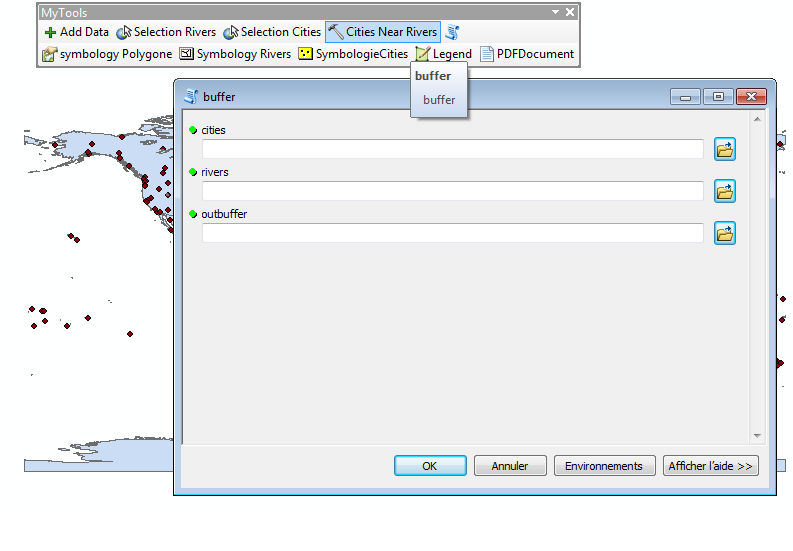 MyTools
Add Data Selection Rivers Selection Cities Cities Near Rivers
symbology Polygone Symbology Rivers SymbologieCities Legend PDFDocument
buffer
buffer
buffer
cities
rivers
outbuffer
OK Annuler Environnements Afficher l'aide >>